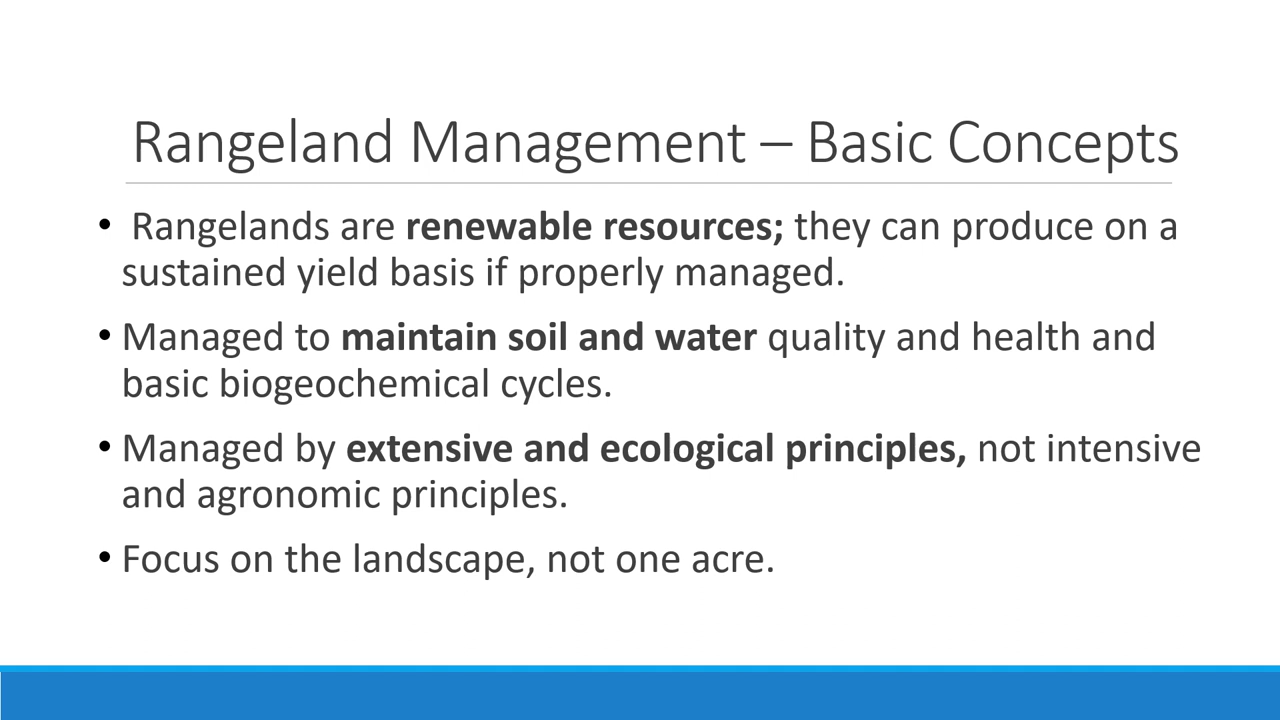 Rangeland Management – Basic Concepts
• Rangelands are renewable resources; they can produce on a
sustained yield basis if properly managed.
• Managed to maintain soil and water quality and health and
basic biogeochemical cycles.
• Managed by extensive and ecological principles, not intensive
and agronomic principles.
• Focus on the landscape, not one acre.